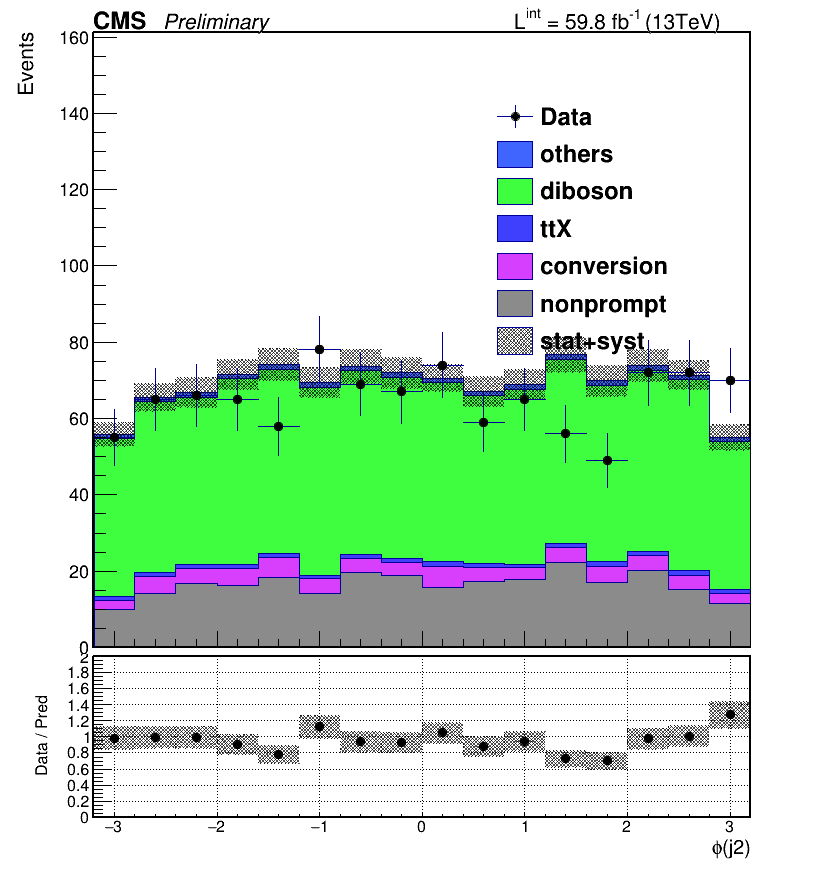 CMS Preliminary L^int = 59.8 fb^-1 (13TeV)
Events
160
140
120
100
80
60
40
20
0
Data
others
diboson
ttX
conversion
nonprompt
stat+syst
Data / Pred
2
1.8
1.6
1.4
1.2
1
0.8
0.6
0.4
0.2
0
−3 −2 −1 0 1 2 3
ϕ(j2)